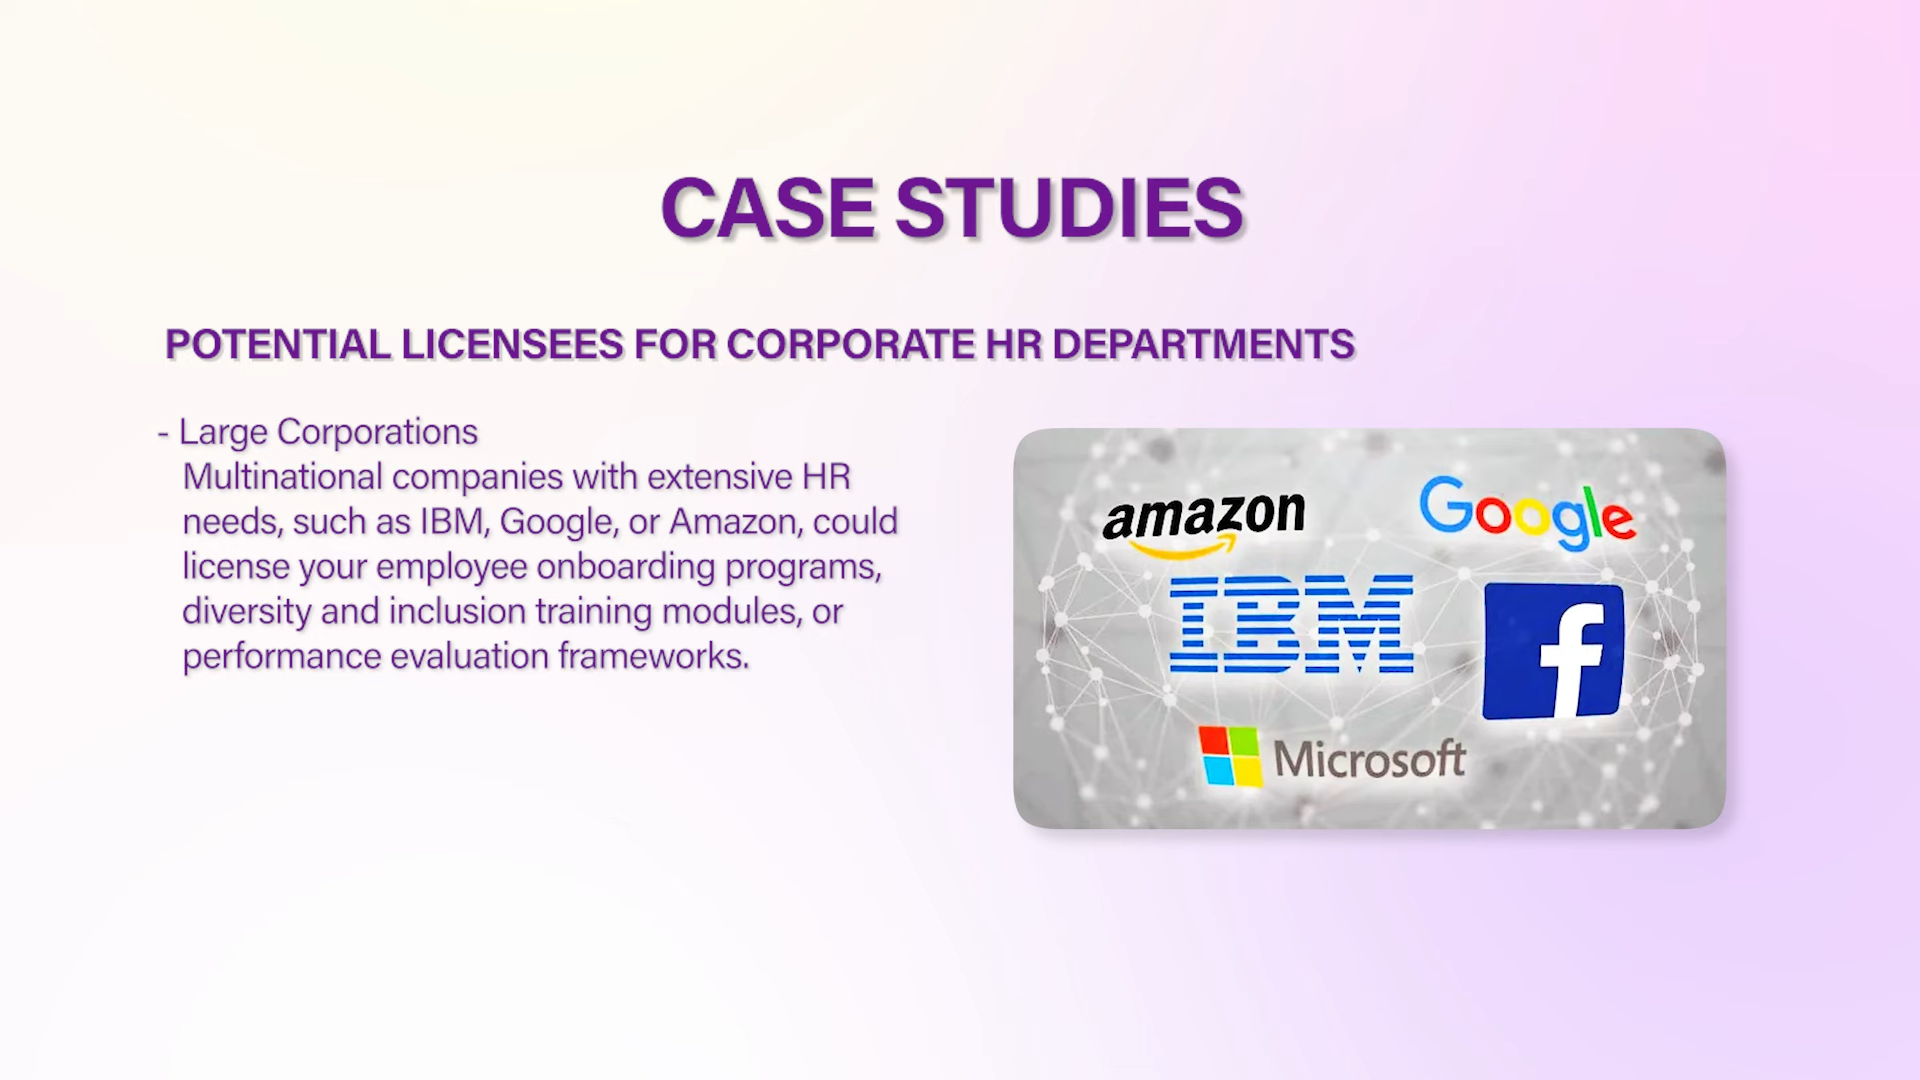 CASE STUDIES
POTENTIAL LICENSEES FOR CORPORATE HR DEPARTMENTS
- Large Corporations
Multinational companies with extensive HR
needs, such as IBM, Google, or Amazon, could
license your employee onboarding programs,
diversity and inclusion training modules, or
performance evaluation frameworks.
amazon
Google
IBM
f
Microsoft